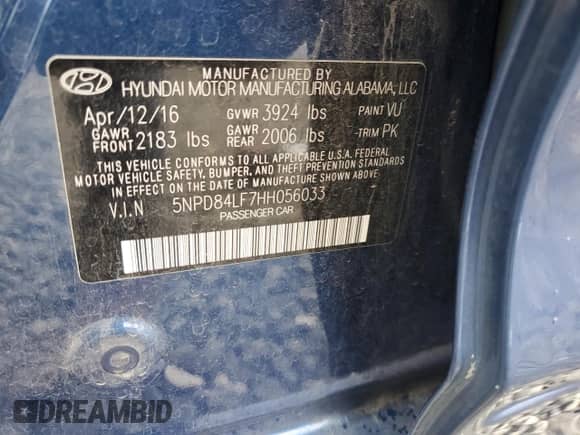 MANUFACTURED BY
HYUNDAI MOTOR MANUFACTURING ALABAMA, LLC
Apr/12/16 GVWR 3924 lbs PAINT VU
GAWR FRONT 2183 lbs GAWR REAR 2006 lbs TRIM PK
THIS VEHICLE CONFORMS TO ALL APPLICABLE U.S.A. FEDERAL
MOTOR VEHICLE SAFETY, BUMPER, AND THEFT PREVENTION STANDARDS
IN EFFECT ON THE DATE OF MANUFACTURE SHOWN ABOVE.
V.I.N 5NPD84LF7HH056033
PASSENGER CAR
DREAMBID